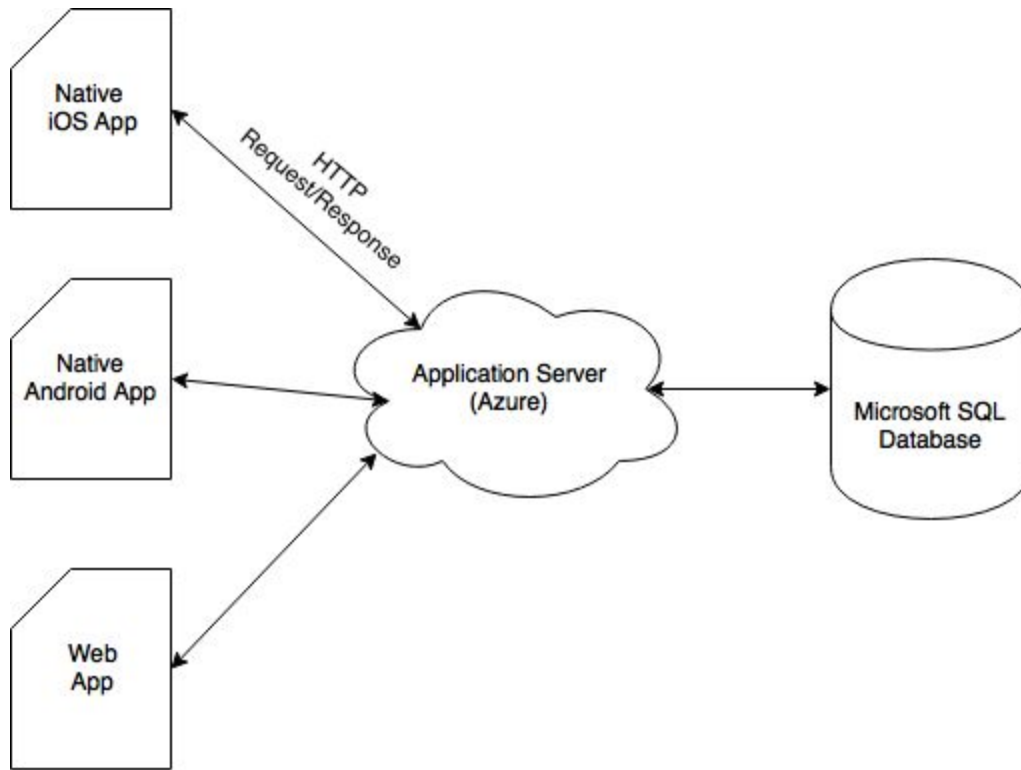 Native
iOS App
HTTP
Request/Response
Native
Android App
Application Server
(Azure)
Microsoft SQL
Database
Web
App